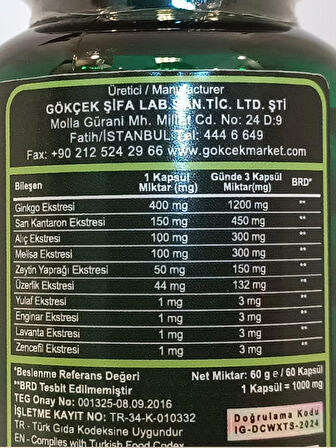 Üretici / Manufacturer
GÖKÇEK ŞİFA LAB.SAN.TİC. LTD. ŞTİ
Molla Gürani Mh. Millet Cd. No: 24 D:9
Fatih/İSTANBUL Tel: 444 6 649
Fax: +90 212 524 29 66 www.gokcekmarket.com
Bileşen 1 Kapsül Miktar (mg) Günde 3 Kapsül Miktar(mg) BRD*
Ginkgo Ekstresi 400 mg 1200 mg **
Sarı Kantaron Ekstresi 150 mg 450 mg **
Alıç Ekstresi 100 mg 300 mg **
Melisa Ekstresi 100 mg 300 mg **
Zeytin Yaprağı Ekstresi 50 mg 150 mg **
Üzerlik Ekstresi 44 mg 132 mg **
Yulaf Ekstresi 1 mg 3 mg **
Enginar Ekstresi 1 mg 3 mg **
Lavanta Ekstresi 1 mg 3 mg **
Zencefil Ekstresi 1 mg 3 mg **
*Beslenme Referans Değeri Net Miktar: 60 g e / 60 Kapsül
**BRD Tesbit Edilmemiştir 1 Kapsül = 1000 mg
TEG Onay No: 001325-08.09.2016
İŞLETME KAYIT NO: TR-34-K-010332
TR - Türk Gıda Kodeksine Uygundur
EN - Complies with Turkish Food Codex
Doğrulama Kodu
IG-DCWXTS-2024